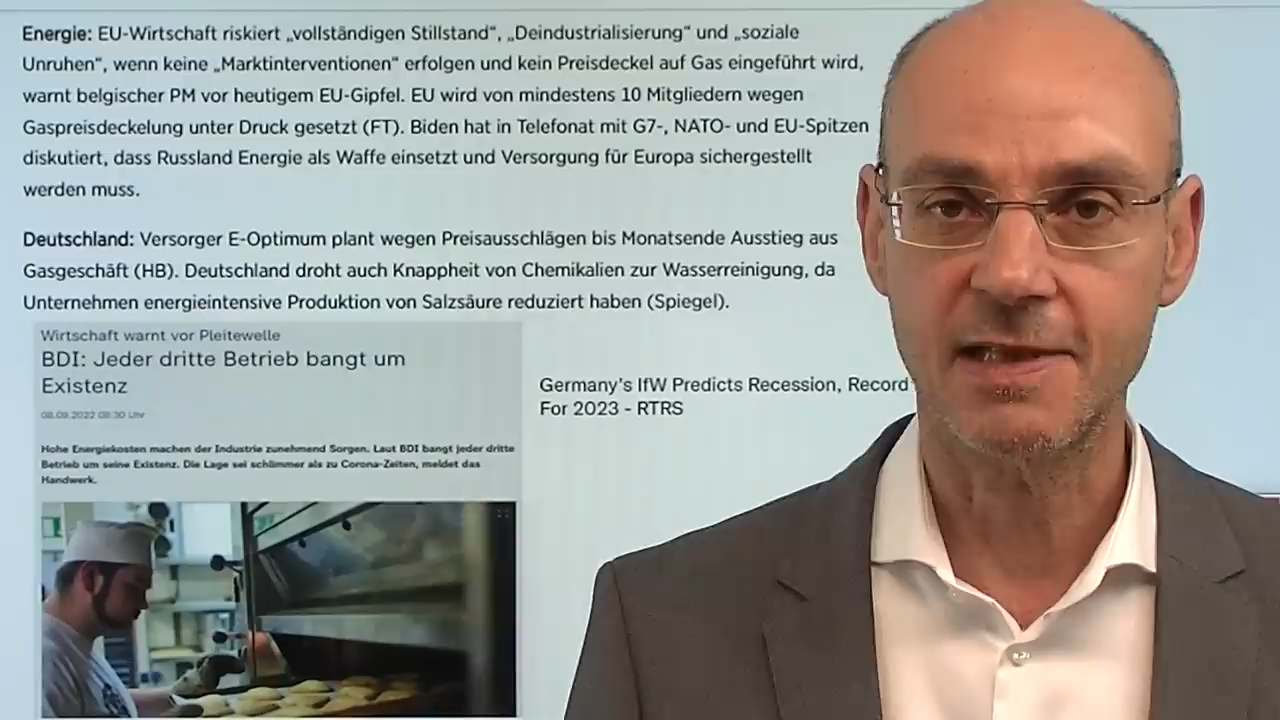 Energie: EU-Wirtschaft riskiert „vollständigen Stillstand“, „Deindustrialisierung“ und „soziale
Unruhen“, wenn keine „Marktinterventionen“ erfolgen und kein Preisdeckel auf Gas eingeführt wird,
warnt belgischer PM vor heutigem EU-Gipfel. EU wird von mindestens 10 Mitgliedern wegen
Gaspreisdeckelung unter Druck gesetzt (FT). Biden hat in Telefonat mit G7-, NATO- und EU-Spitzen
diskutiert, dass Russland Energie als Waffe einsetzt und Versorgung für Europa sichergestellt
werden muss.
Deutschland: Versorger E-Optimum plant wegen Preisausschlägen bis Monatsende Ausstieg aus
Gasgeschäft (HB). Deutschland droht auch Knappheit von Chemikalien zur Wasserreinigung, da
Unternehmen energieintensive Produktion von Salzsäure reduziert haben (Spiegel).
Wirtschaft warnt vor Pleitewelle
BDI: Jeder dritte Betrieb bangt um
Existenz
08.09.2022 08:30 Uhr
Hohe Energiekosten machen der Industrie zunehmend Sorgen. Laut BDI bangt jeder dritte
Betrieb um seine Existenz. Die Lage sei schlimmer als zu Corona-Zeiten, meldet das
Handwerk.
Germany's IfW Predicts Recession, Record
For 2023 - RTRS